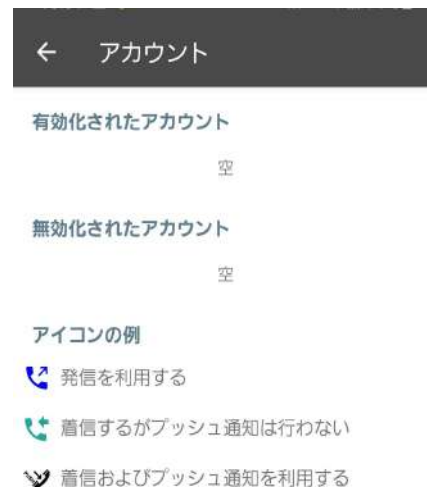 アカウント
有効化されたアカウント
空
無効化されたアカウント
空
アイコンの例
発信を利用する
着信するがプッシュ通知は行わない
着信およびプッシュ通知を利用する